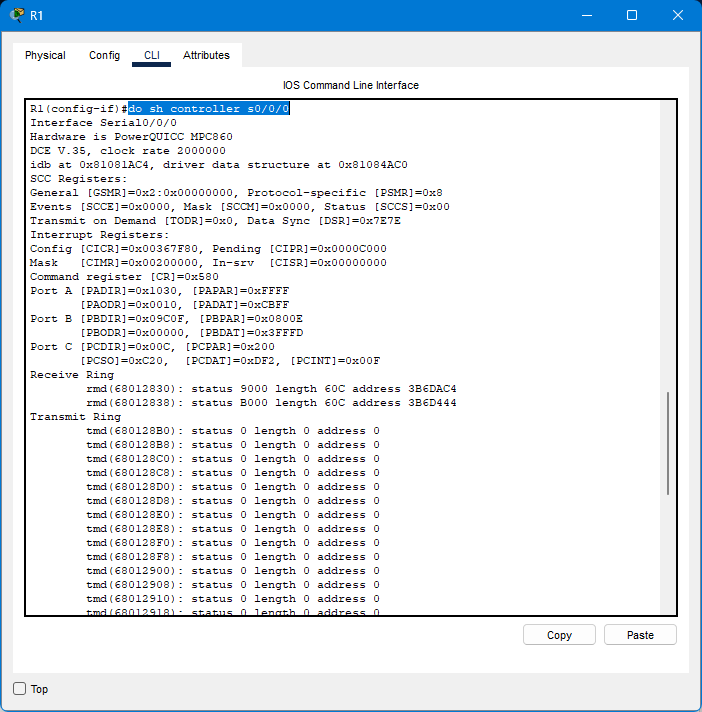 R1
Physical Config CLI Attributes
IOS Command Line Interface
R1(config-if)#do sh controller s0/0/0
Interface Serial0/0/0
Hardware is PowerQUICC MPC860
DCE V.35, clock rate 2000000
idb at 0x81081AC4, driver data structure at 0x81084AC0
SCC Registers:
General [GSMR]=0x2:0x00000000, Protocol-specific [PSMR]=0x8
Events [SCCE]=0x0000, Mask [SCCM]=0x0000, Status [SCCS]=0x00
Transmit on Demand [TODR]=0x0, Data Sync [DSR]=0x7E7E
Interrupt Registers:
Config [CICR]=0x00367F80, Pending [CIPR]=0x0000C000
Mask   [CIMR]=0x00200000, In-srv  [CISR]=0x00000000
Command register [CR]=0x580
Port A [PADIR]=0x1030, [PAPAR]=0xFFFF
       [PAODR]=0x0010, [PADAT]=0xCBFF
Port B [PBDIR]=0x09C0F, [PBPAR]=0x0800E
       [PBODR]=0x00000, [PBDAT]=0x3FFFD
Port C [PCDIR]=0x00C, [PCPAR]=0x200
       [PCSO]=0xC20,  [PCDAT]=0xDF2, [PCINT]=0x00F
Receive Ring
        rmd(68012830): status 9000 length 60C address 3B6DAC4
        rmd(68012838): status B000 length 60C address 3B6D444
Transmit Ring
        tmd(680128B0): status 0 length 0 address 0
        tmd(680128B8): status 0 length 0 address 0
        tmd(680128C0): status 0 length 0 address 0
        tmd(680128C8): status 0 length 0 address 0
        tmd(680128D0): status 0 length 0 address 0
        tmd(680128D8): status 0 length 0 address 0
        tmd(680128E0): status 0 length 0 address 0
        tmd(680128E8): status 0 length 0 address 0
        tmd(680128F0): status 0 length 0 address 0
        tmd(680128F8): status 0 length 0 address 0
        tmd(68012900): status 0 length 0 address 0
        tmd(68012908): status 0 length 0 address 0
        tmd(68012910): status 0 length 0 address 0
        tmd(68012918): status 0 length 0 address 0
Copy Paste
Top